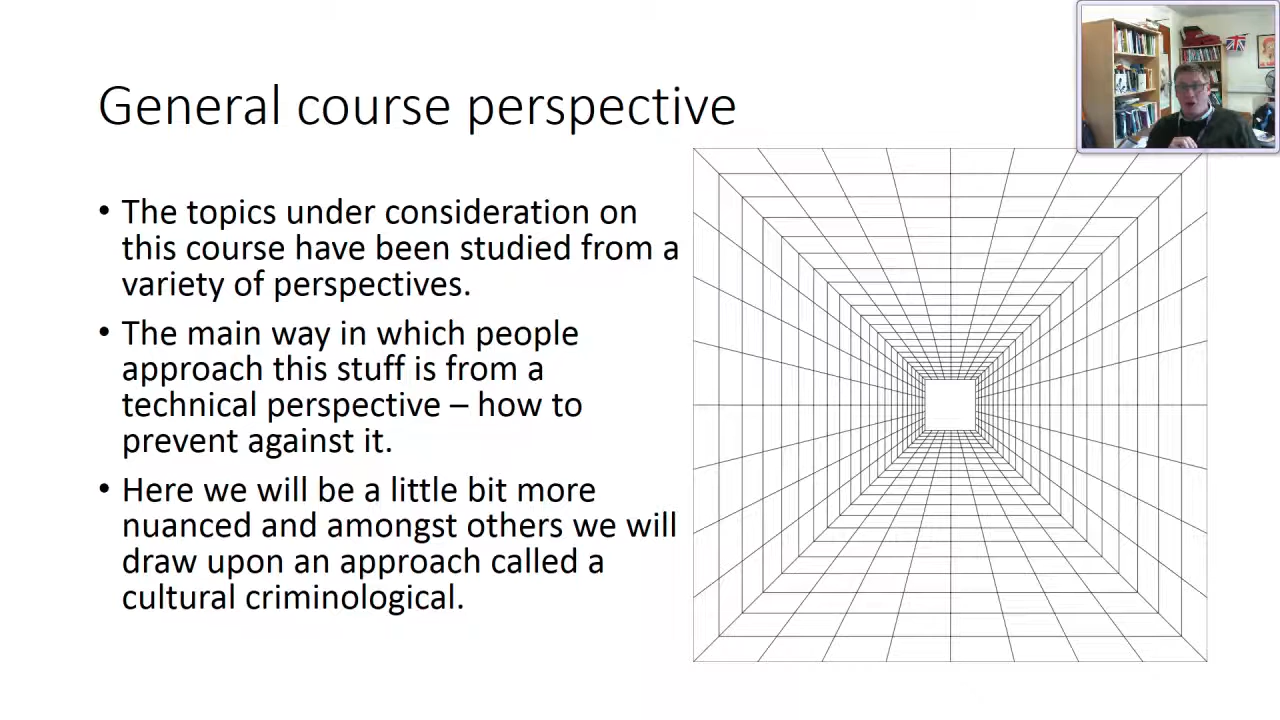 General course perspective
• The topics under consideration on
this course have been studied from a
variety of perspectives.
• The main way in which people
approach this stuff is from a
technical perspective – how to
prevent against it.
• Here we will be a little bit more
nuanced and amongst others we will
draw upon an approach called a
cultural criminological.